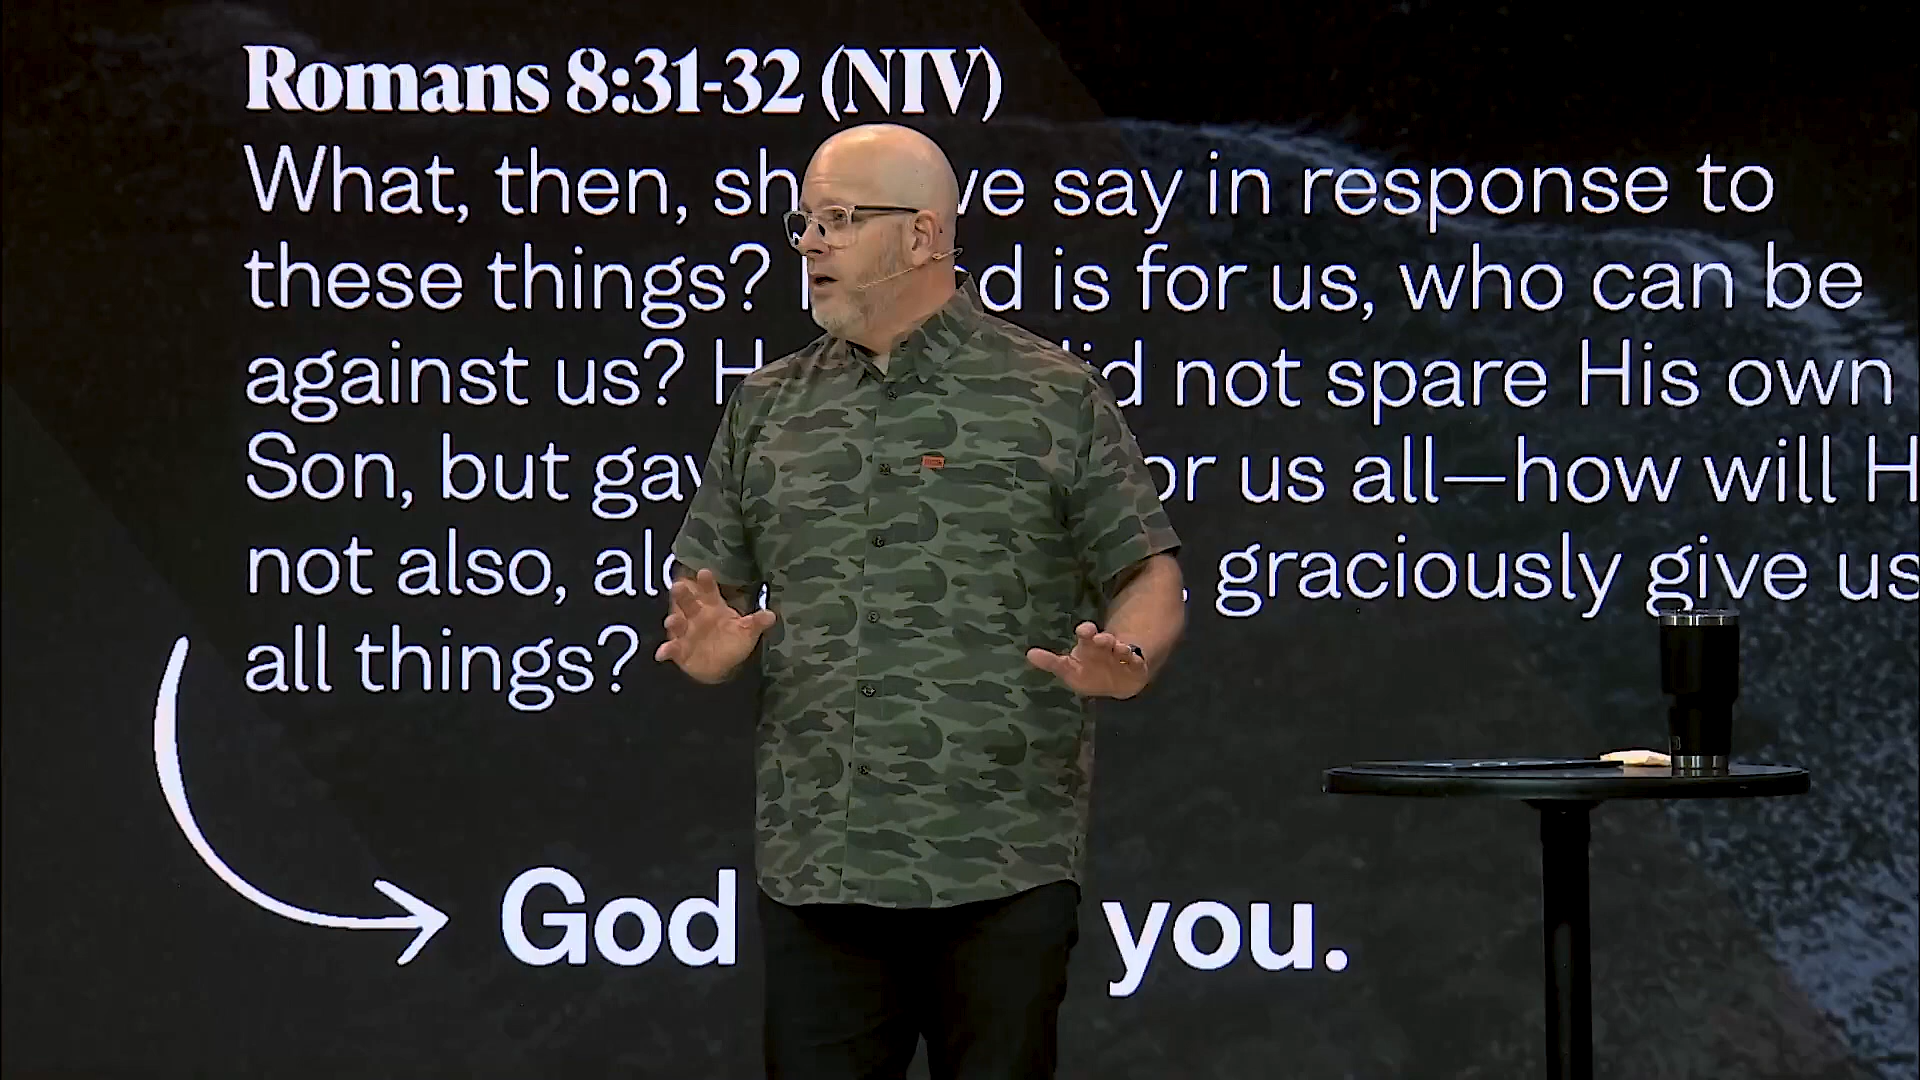 Romans 8:31-32 (NIV)
What, then, sh ve say in response to
these things? d is for us, who can be
against us? H did not spare His own
Son, but gav or us all—how will H
not also, alo , graciously give us
all things?
God you.